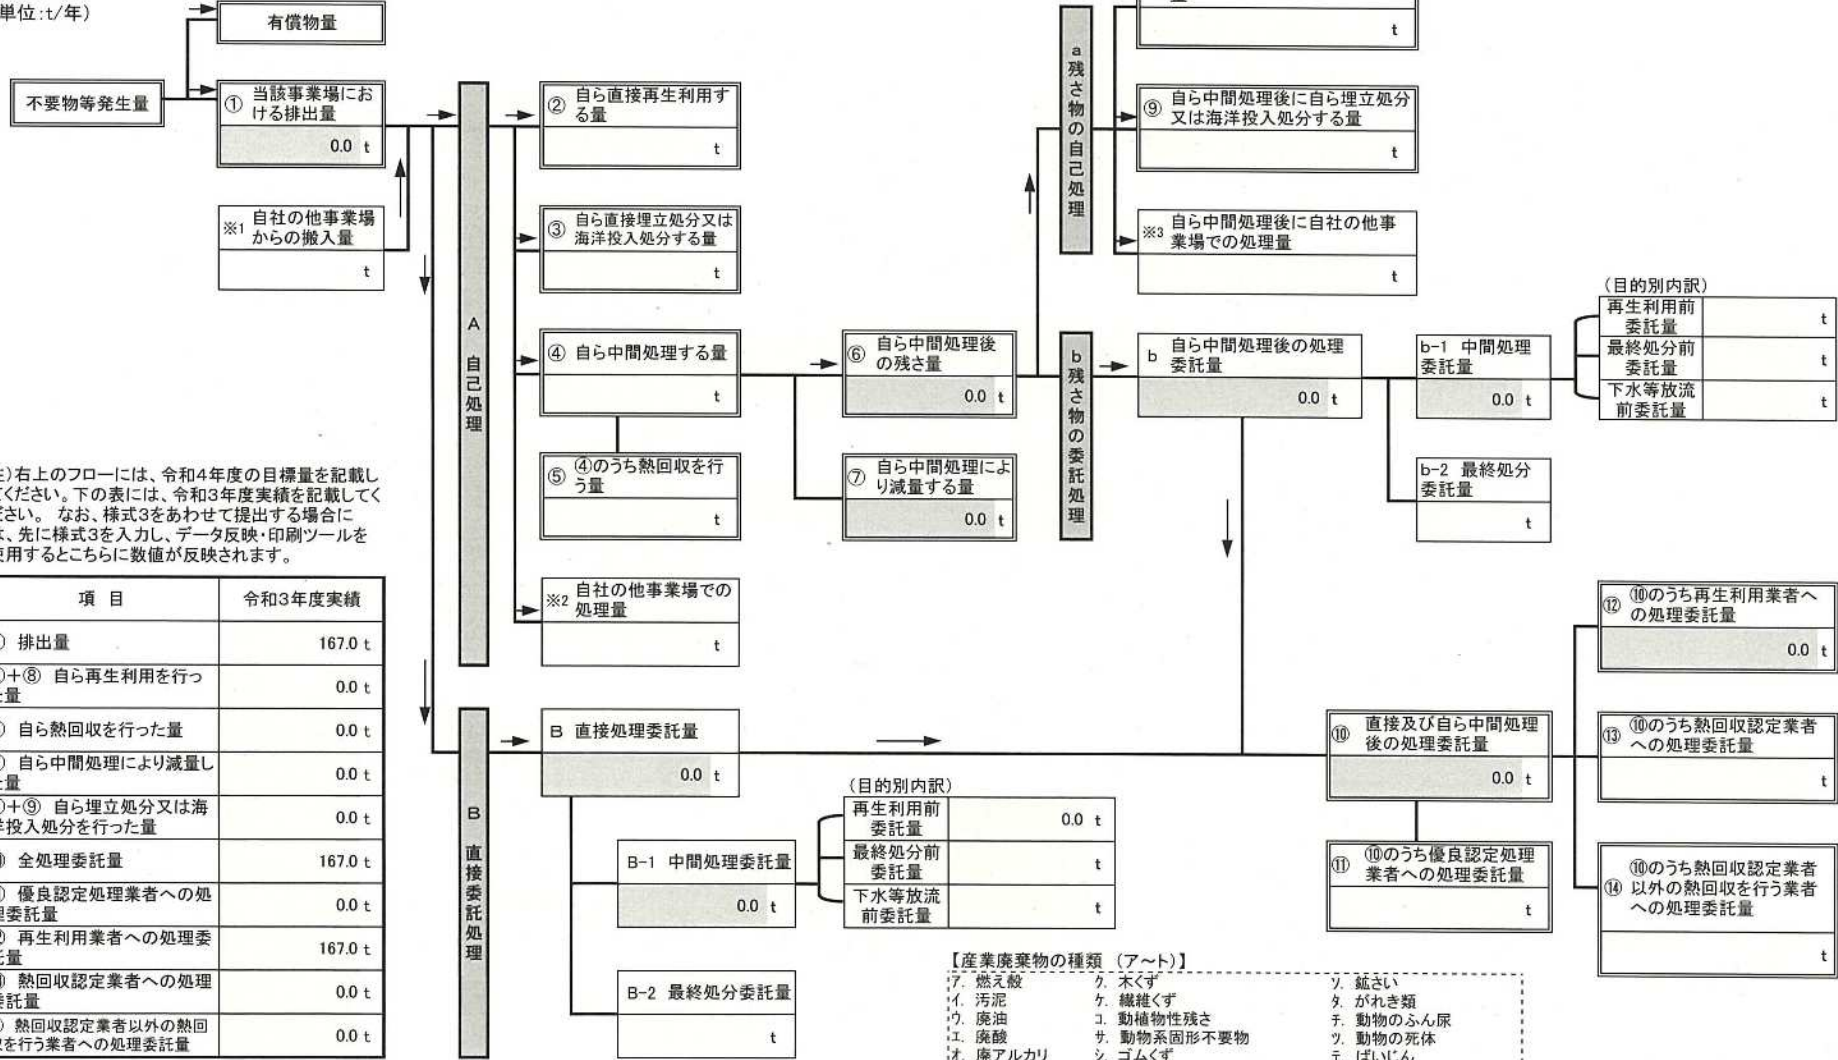 単位:t/年)
有償物量
不要物等発生量
① 当該事業場にお
ける排出量
0.0 t
※1 自社の他事業場
からの搬入量
t
A 自己処理
② 自ら直接再生利用す
る量
t
③ 自ら直接埋立処分又は
海洋投入処分する量
t
④ 自ら中間処理する量
t
⑤ ④のうち熱回収を行
う量
t
※2 自社の他事業場での
処理量
t
⑥ 自ら中間処理後
の残さ量
0.0 t
⑦ 自ら中間処理によ
り減量する量
0.0 t
a 残さ物の自己処理
t
⑨ 自ら中間処理後に自ら埋立処分
又は海洋投入処分する量
t
※3 自ら中間処理後に自社の他事
業場での処理量
t
b 残さ物の委託処理
b 自ら中間処理後の処理
委託量
0.0 t
b-1 中間処理
委託量
0.0 t
(目的別内訳)
再生利用前
委託量 t
最終処分前
委託量 t
下水等放流
前委託量 t
b-2 最終処分
委託量
t
)右上のフローには、令和4年度の目標量を記載し
ください。下の表には、令和3年度実績を記載してく
さい。 なお、様式3をあわせて提出する場合に
、先に様式3を入力し、データ反映・印刷ツールを
用するとこちらに数値が反映されます。
項 目 令和3年度実績
排出量 167.0 t
+⑧ 自ら再生利用を行っ
量 0.0 t
自ら熱回収を行った量 0.0 t
自ら中間処理により減量し
量 0.0 t
+⑨ 自ら埋立処分又は海
投入処分を行った量 0.0 t
全処理委託量 167.0 t
優良認定処理業者への処
委託量 0.0 t
再生利用業者への処理委
量 167.0 t
熱回収認定業者への処理
託量 0.0 t
熱回収認定業者以外の熱回
を行う業者への処理委託量 0.0 t
B 直接委託処理
B 直接処理委託量
0.0 t
B-1 中間処理委託量
0.0 t
(目的別内訳)
再生利用前
委託量 0.0 t
最終処分前
委託量 t
下水等放流
前委託量 t
B-2 最終処分委託量
t
⑩ 直接及び自ら中間処理
後の処理委託量
0.0 t
⑪ ⑩のうち優良認定処理
業者への処理委託量
t
⑫ ⑩のうち再生利用業者へ
の処理委託量
0.0 t
⑬ ⑩のうち熱回収認定業者
への処理委託量
t
⑭ ⑩のうち熱回収認定業者
以外の熱回収を行う業者
への処理委託量
t
【産業廃棄物の種類 (ア~ト)】
ア. 燃え殻 ク. 木くず ソ. 鉱さい
イ. 汚泥 ケ. 繊維くず タ. がれき類
ウ. 廃油 コ. 動植物性残さ チ. 動物のふん尿
エ. 廃酸 サ. 動物系固形不要物 ツ. 動物の死体
オ. 廃アルカリ シ. ゴムくず テ. ばいじん